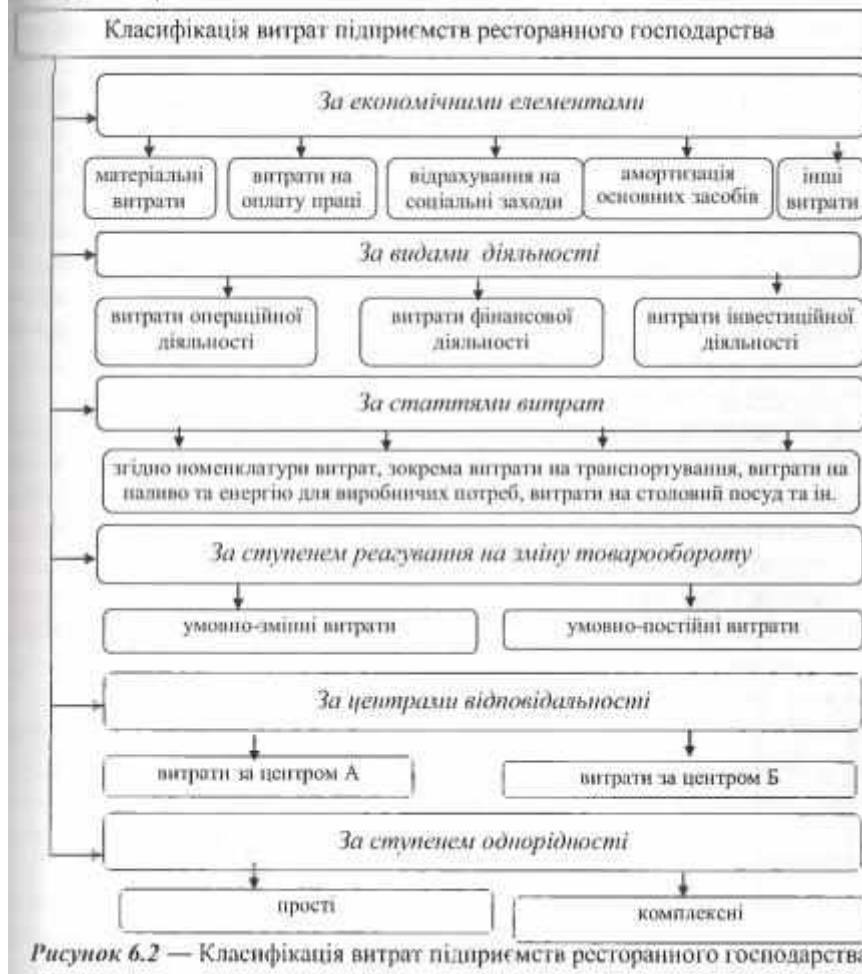 Класифікація витрат підприємств ресторанного господарства
За економічними елементами
матеріальні
витрати
витрати на
оплату праці
відрахування на
соціальні заходи
амортизація
основних засобів
інші
витрати
За видами діяльності
витрати операційної
діяльності
витрати фінансової
діяльності
витрати інвестиційної
діяльності
За статтями витрат
згідно номенклатури витрат, зокрема витрати на транспортування, витрати на
паливо та енергію для виробничих потреб, витрати на столовий посуд та ін.
За ступенем реагування на зміну товарообороту
умовно-змінні витрати
умовно-постійні витрати
За центрами відповідальності
витрати за центром А
витрати за центром Б
За ступенем однорідності
прості
комплексні
Рисунок 6.2 — Класифікація витрат підприємств ресторанного господарства